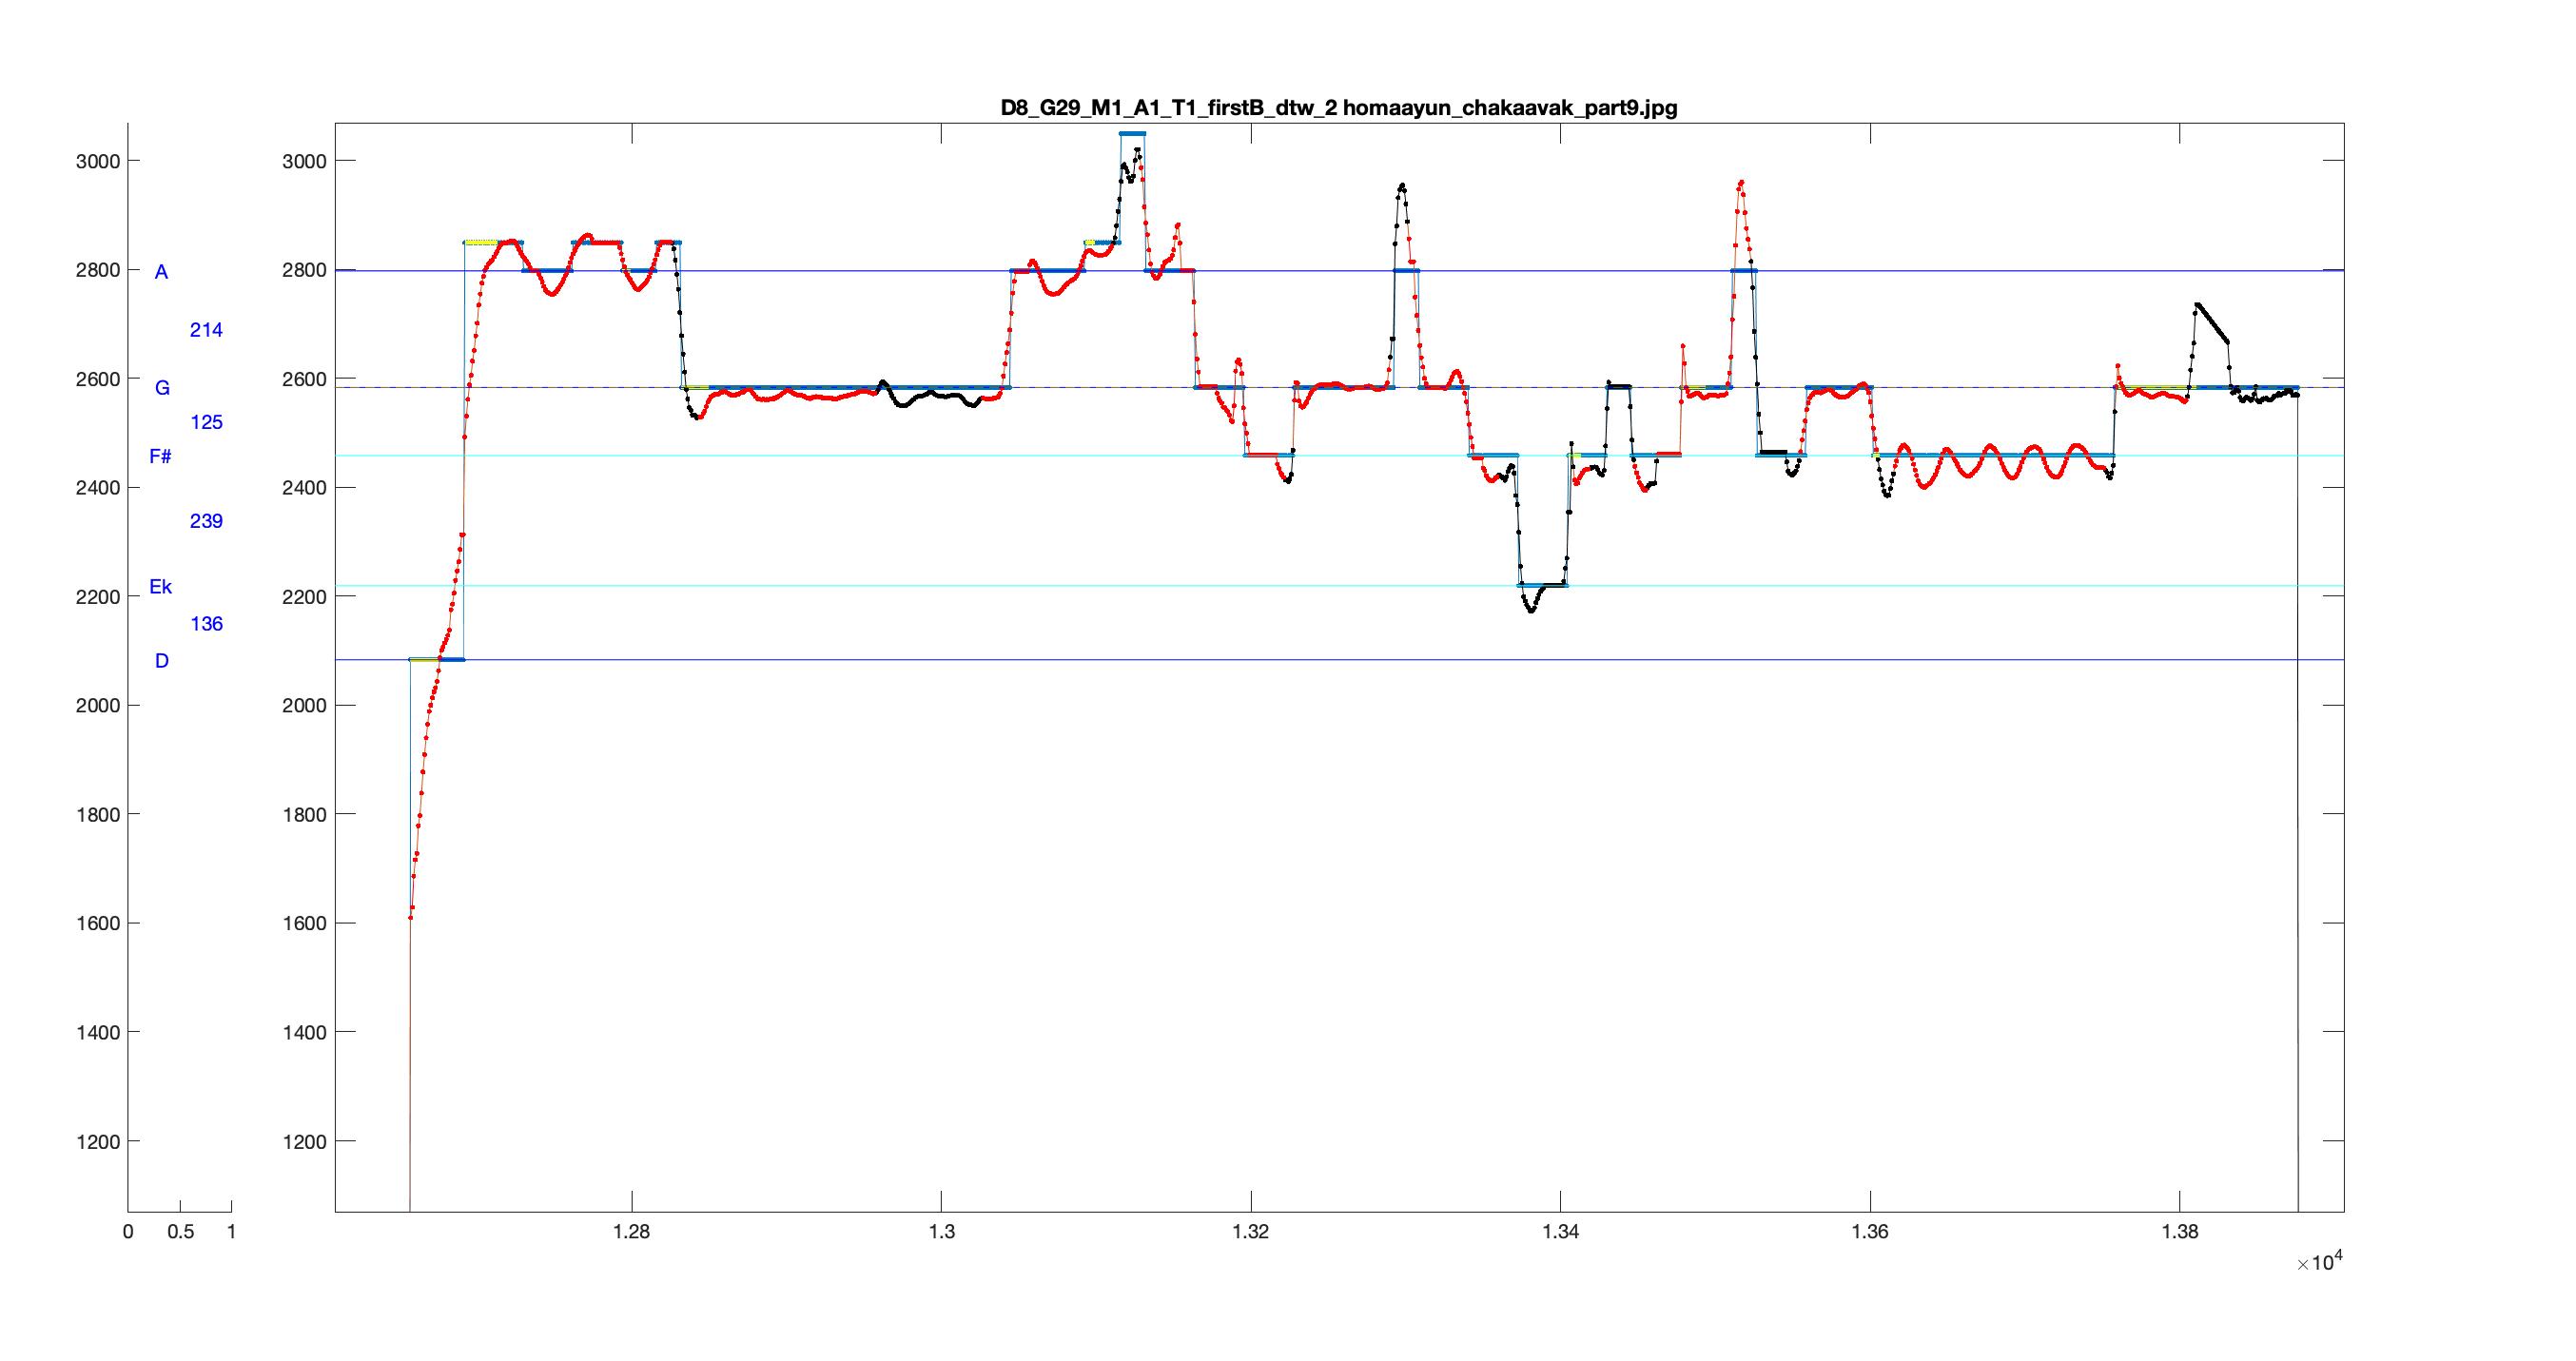 D8_G29_M1_A1_T1_firstB_dtw_2 homaayun_chakaavak_part9.jpg
3000 3000
2800 A 2800
214
2600 G 2600
125
F#
2400 2400
239
2200 Ek 2200
136
D
2000 2000
1800 1800
1600 1600
1400 1400
1200 1200
0 0.5 1 1.28 1.3 1.32 1.34 1.36 1.38
×10⁴